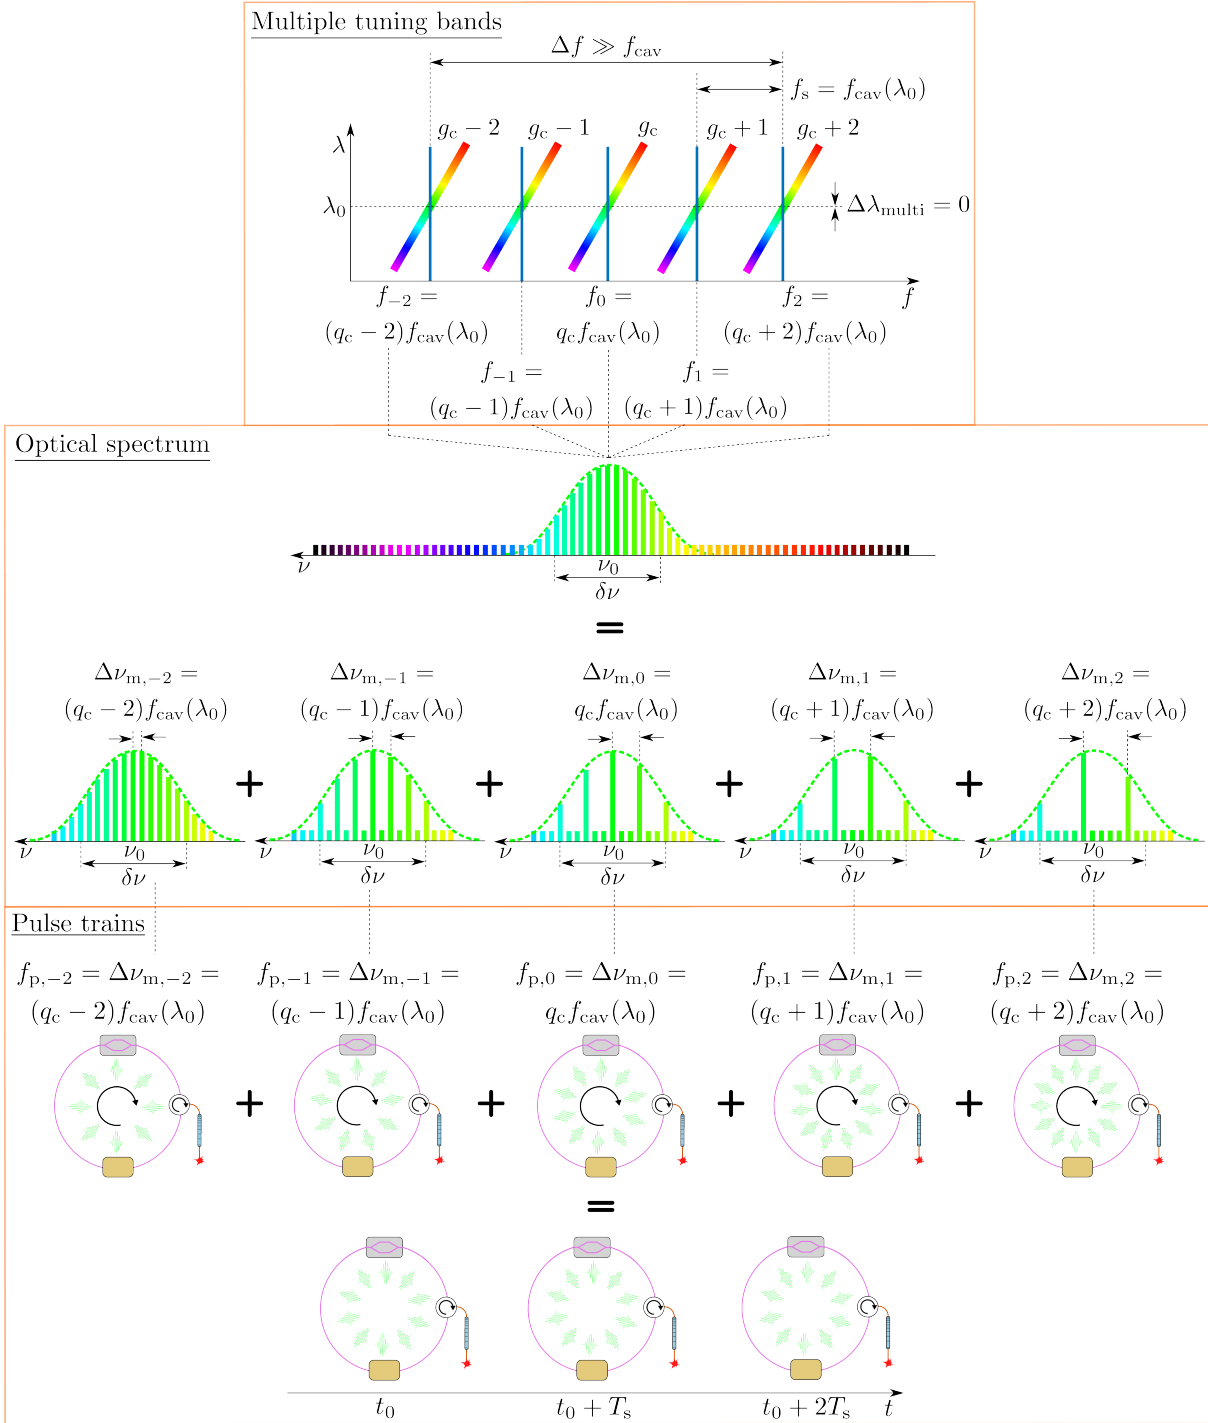 Multiple tuning bands
Δf ≫ f_cav
f_s = f_cav(λ_0)
g_c − 2 g_c − 1 g_c g_c + 1 g_c + 2
λ
λ_0
Δλ_multi = 0
f_−2 = f_0 = f_2 = f
(q_c − 2)f_cav(λ_0) q_c f_cav(λ_0) (q_c + 2)f_cav(λ_0)
f_−1 = f_1 =
(q_c − 1)f_cav(λ_0) (q_c + 1)f_cav(λ_0)
Optical spectrum
ν ν_0
δν
=
Δν_m,−2 = Δν_m,−1 = Δν_m,0 = Δν_m,1 = Δν_m,2 =
(q_c − 2)f_cav(λ_0) (q_c − 1)f_cav(λ_0) q_c f_cav(λ_0) (q_c + 1)f_cav(λ_0) (q_c + 2)f_cav(λ_0)
+ + + +
ν ν_0 ν ν_0 ν ν_0 ν ν_0 ν ν_0
δν δν δν δν δν
Pulse trains
f_p,−2 = Δν_m,−2 = f_p,−1 = Δν_m,−1 = f_p,0 = Δν_m,0 = f_p,1 = Δν_m,1 = f_p,2 = Δν_m,2 =
(q_c − 2)f_cav(λ_0) (q_c − 1)f_cav(λ_0) q_c f_cav(λ_0) (q_c + 1)f_cav(λ_0) (q_c + 2)f_cav(λ_0)
+ + + +
=
t_0 t_0 + T_s t_0 + 2T_s t